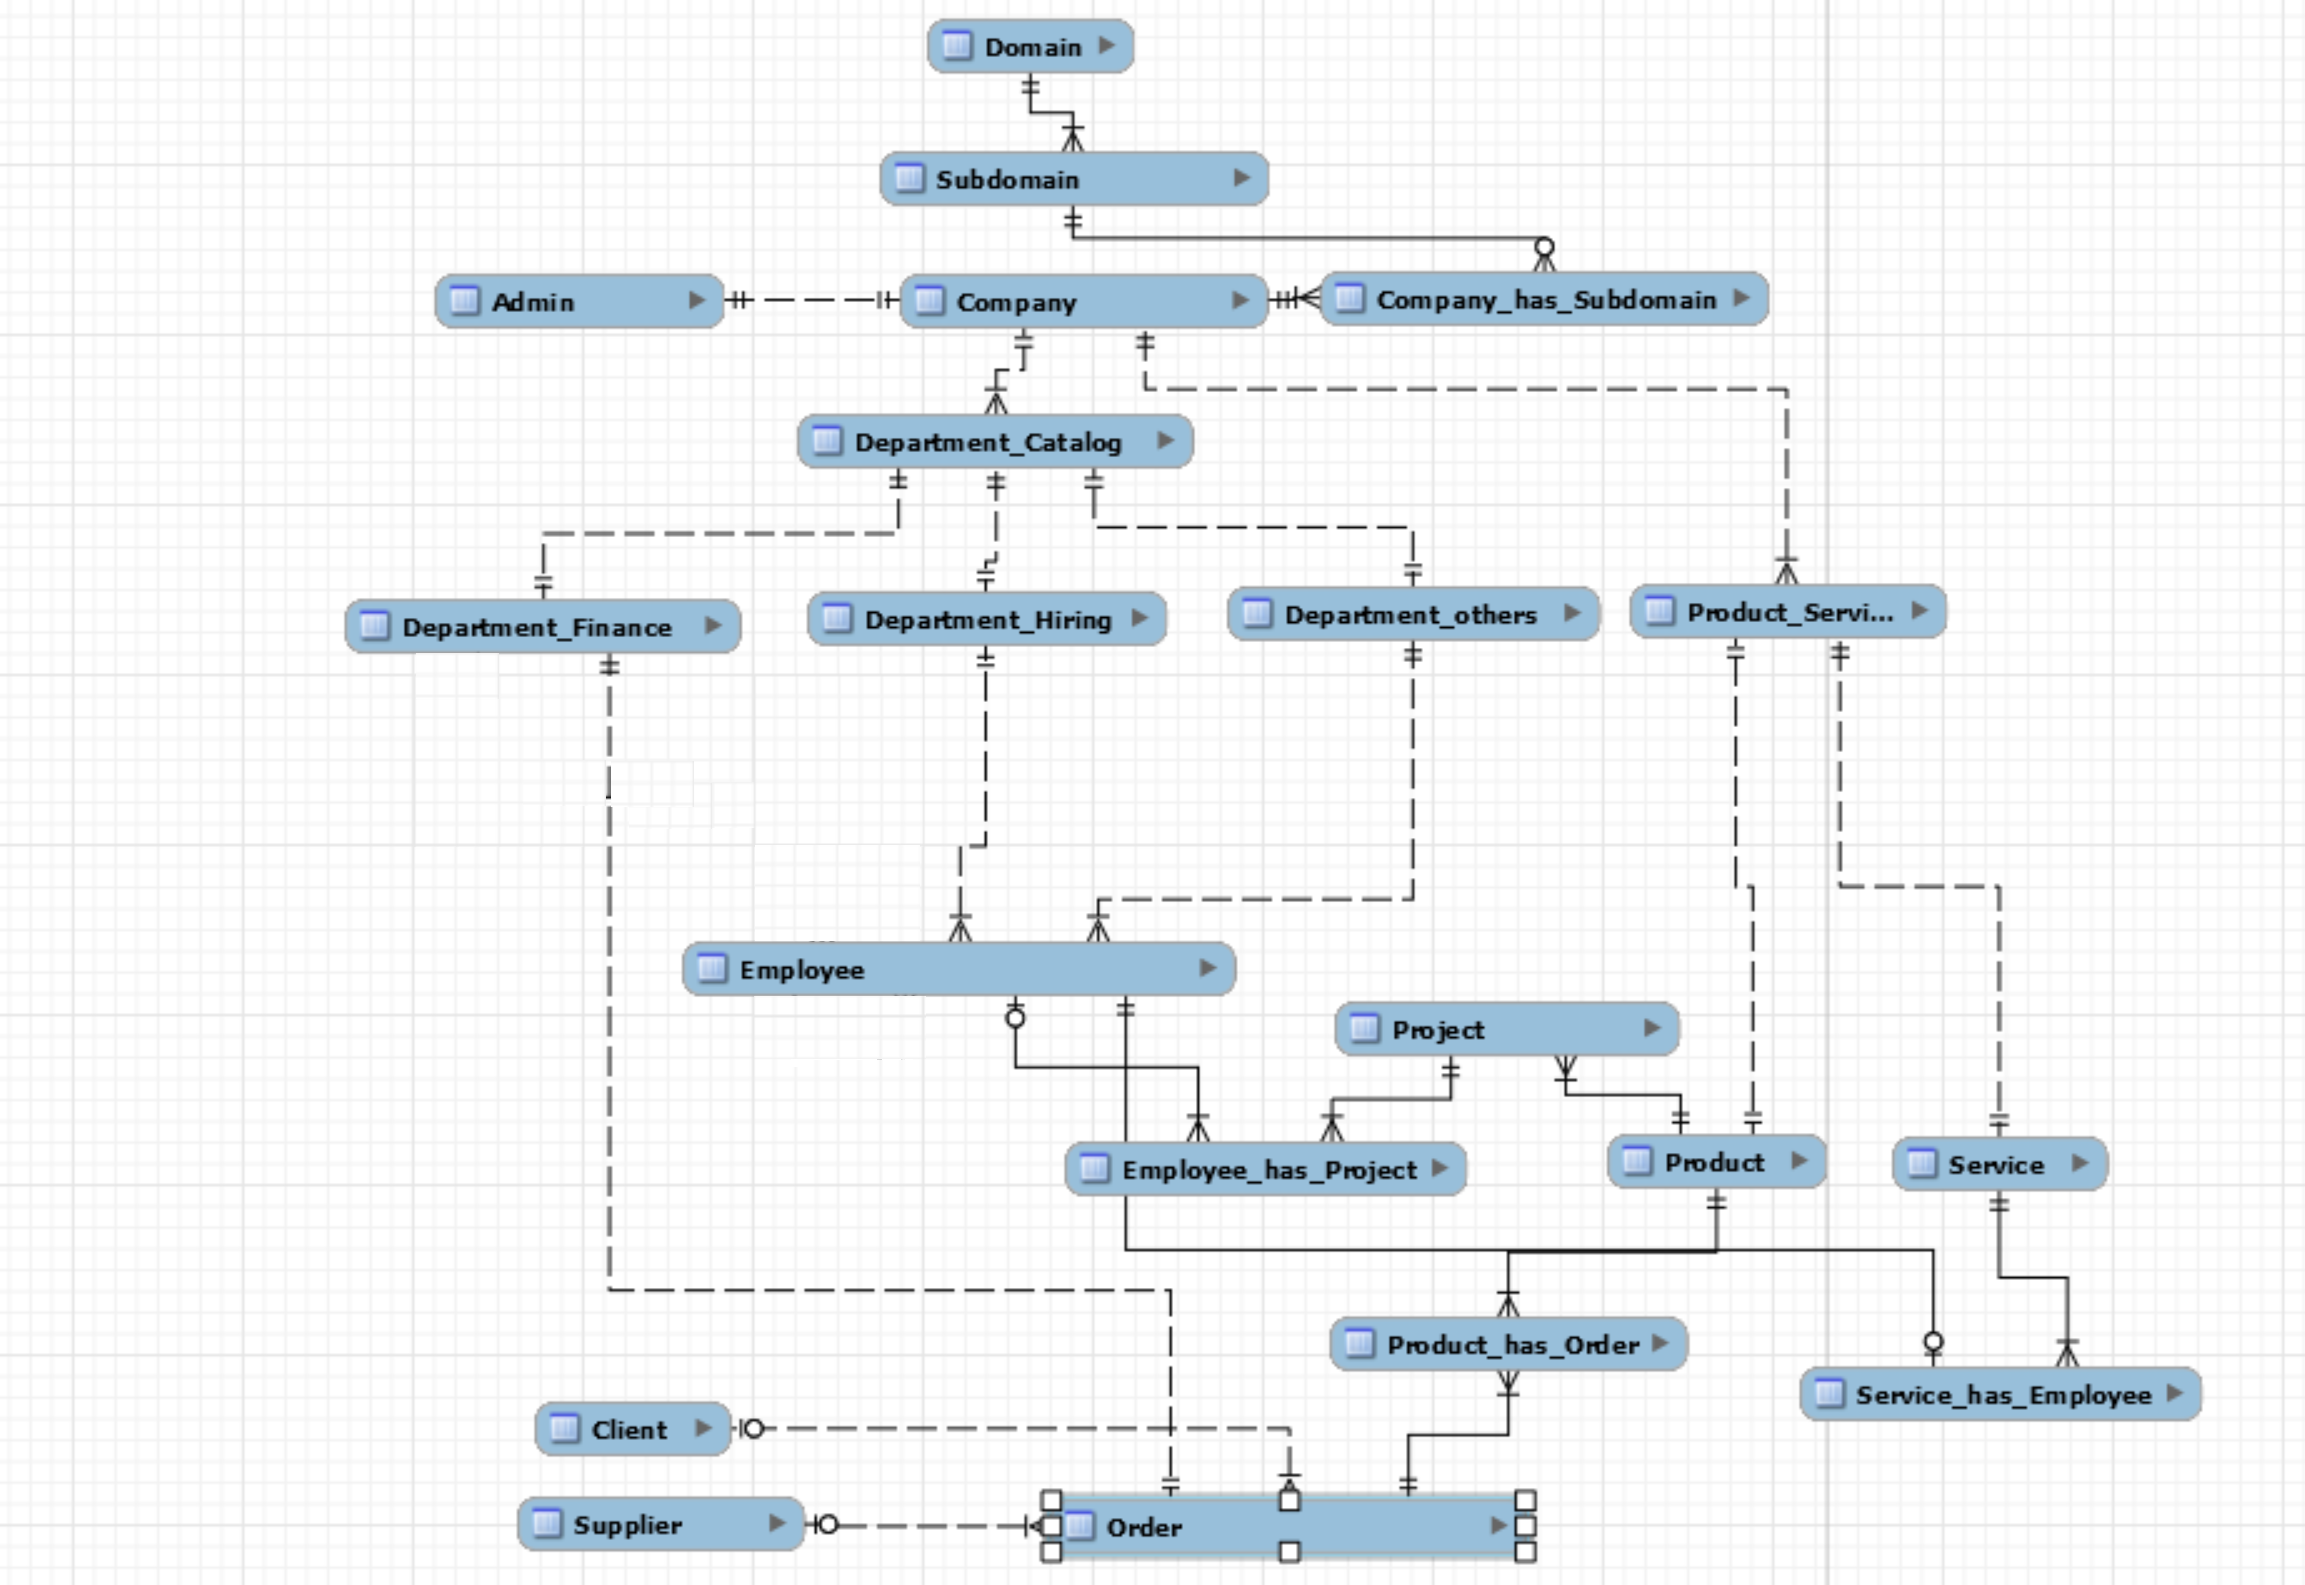 Domain
Subdomain
Admin
Company
Company_has_Subdomain
Department_Catalog
Department_Finance
Department_Hiring
Department_others
Product_Servi...
Employee
Project
Employee_has_Project
Product
Service
Product_has_Order
Service_has_Employee
Client
Supplier
Order